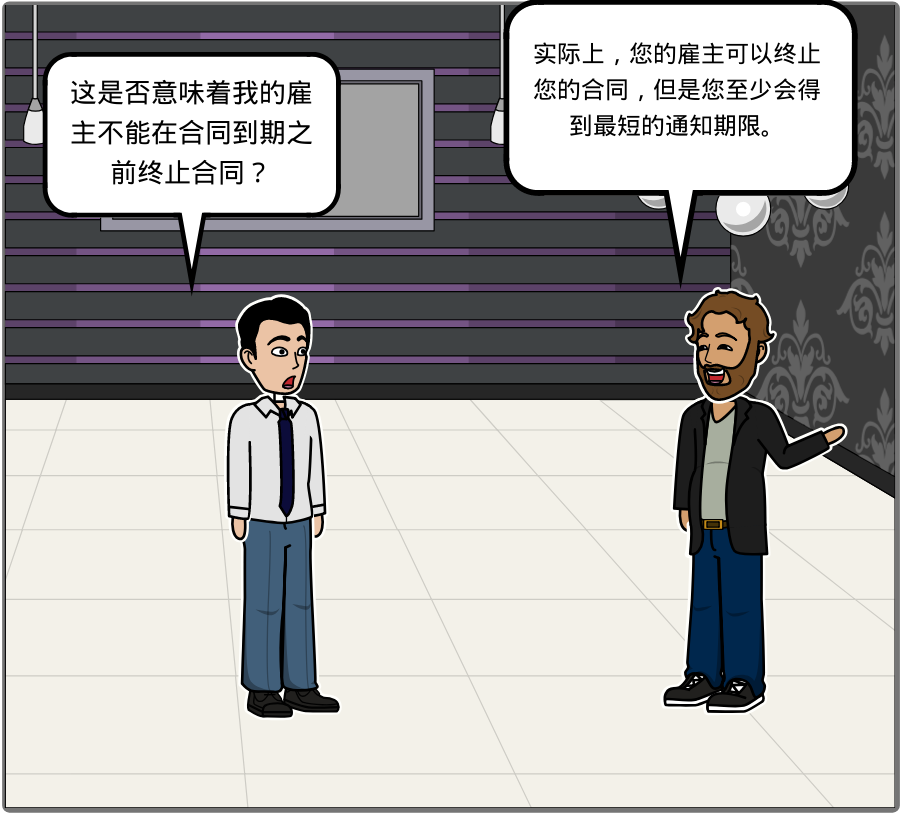 这是否意味着我的雇
主不能在合同到期之
前终止合同？
实际上，您的雇主可以终止
您的合同，但是您至少会得
到最短的通知期限。